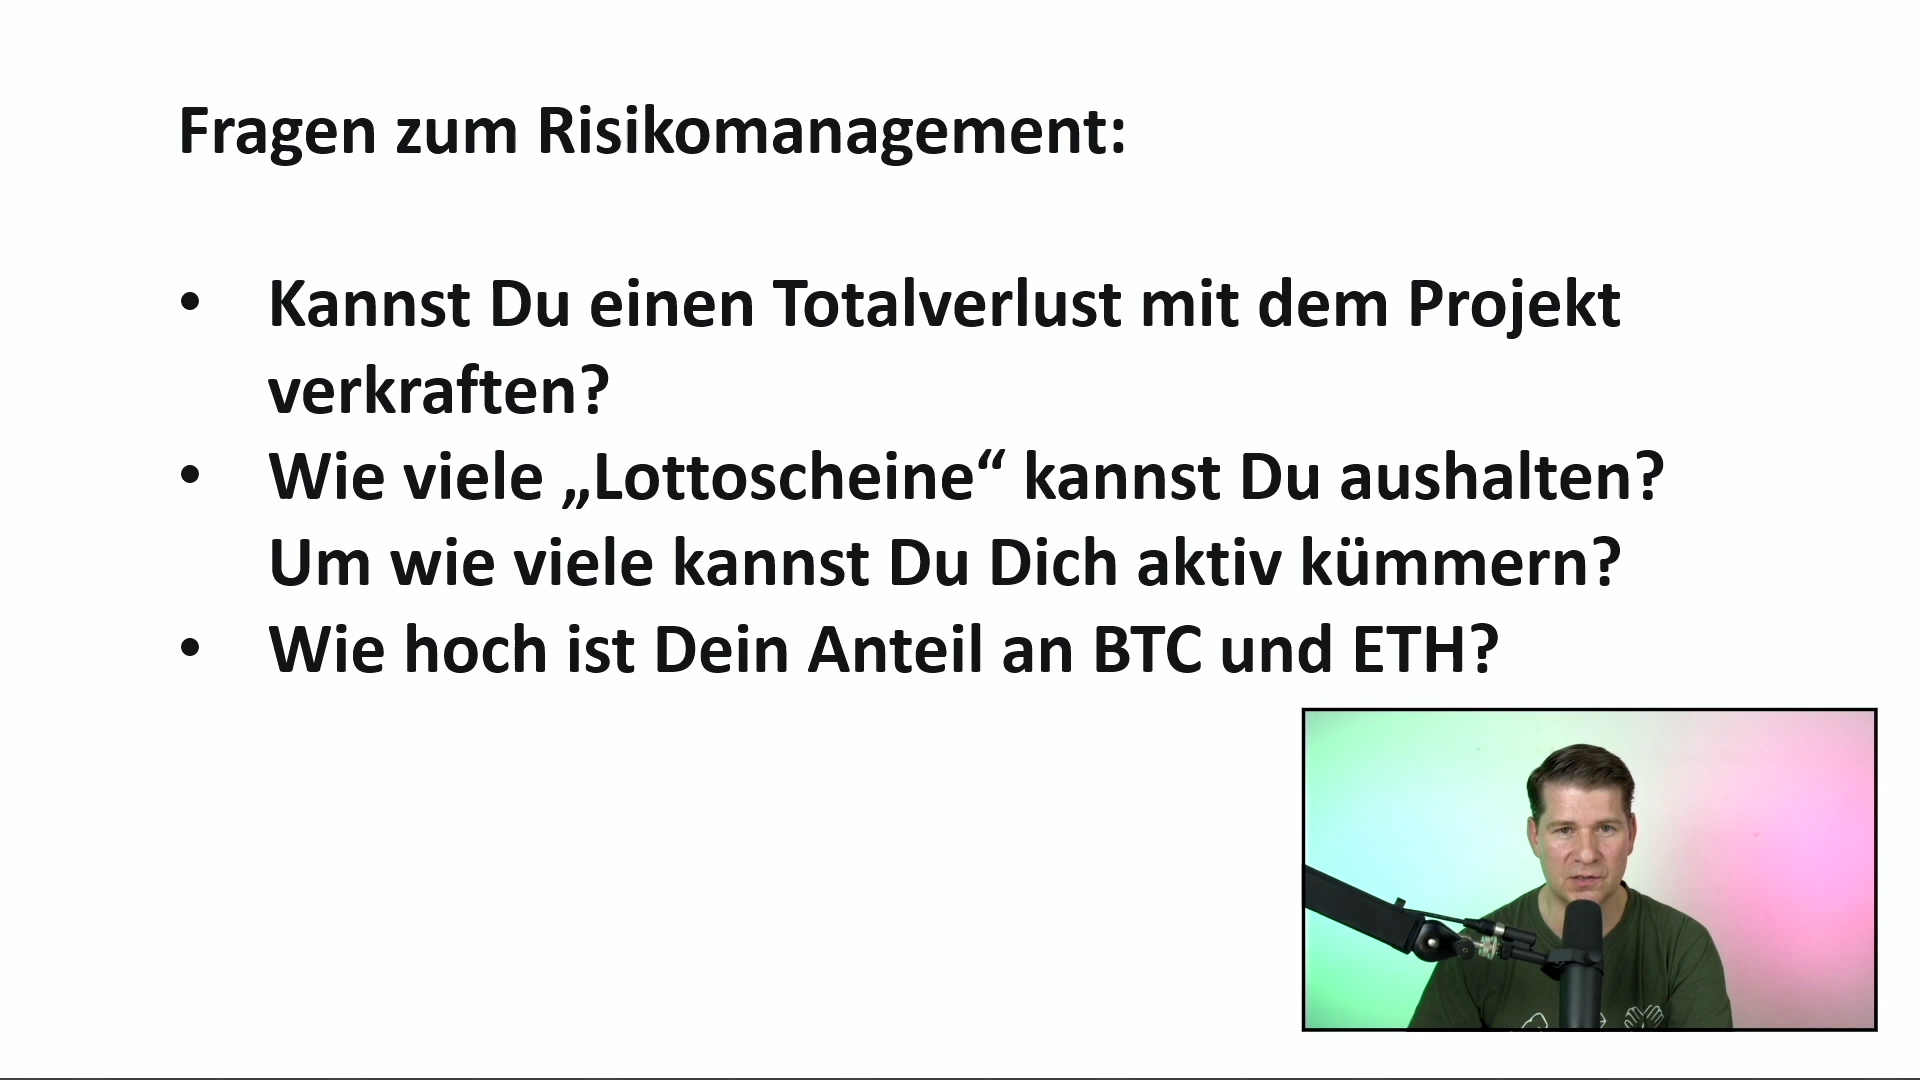 Fragen zum Risikomanagement:
• Kannst Du einen Totalverlust mit dem Projekt
verkraften?
• Wie viele „Lottoscheine“ kannst Du aushalten?
Um wie viele kannst Du Dich aktiv kümmern?
• Wie hoch ist Dein Anteil an BTC und ETH?